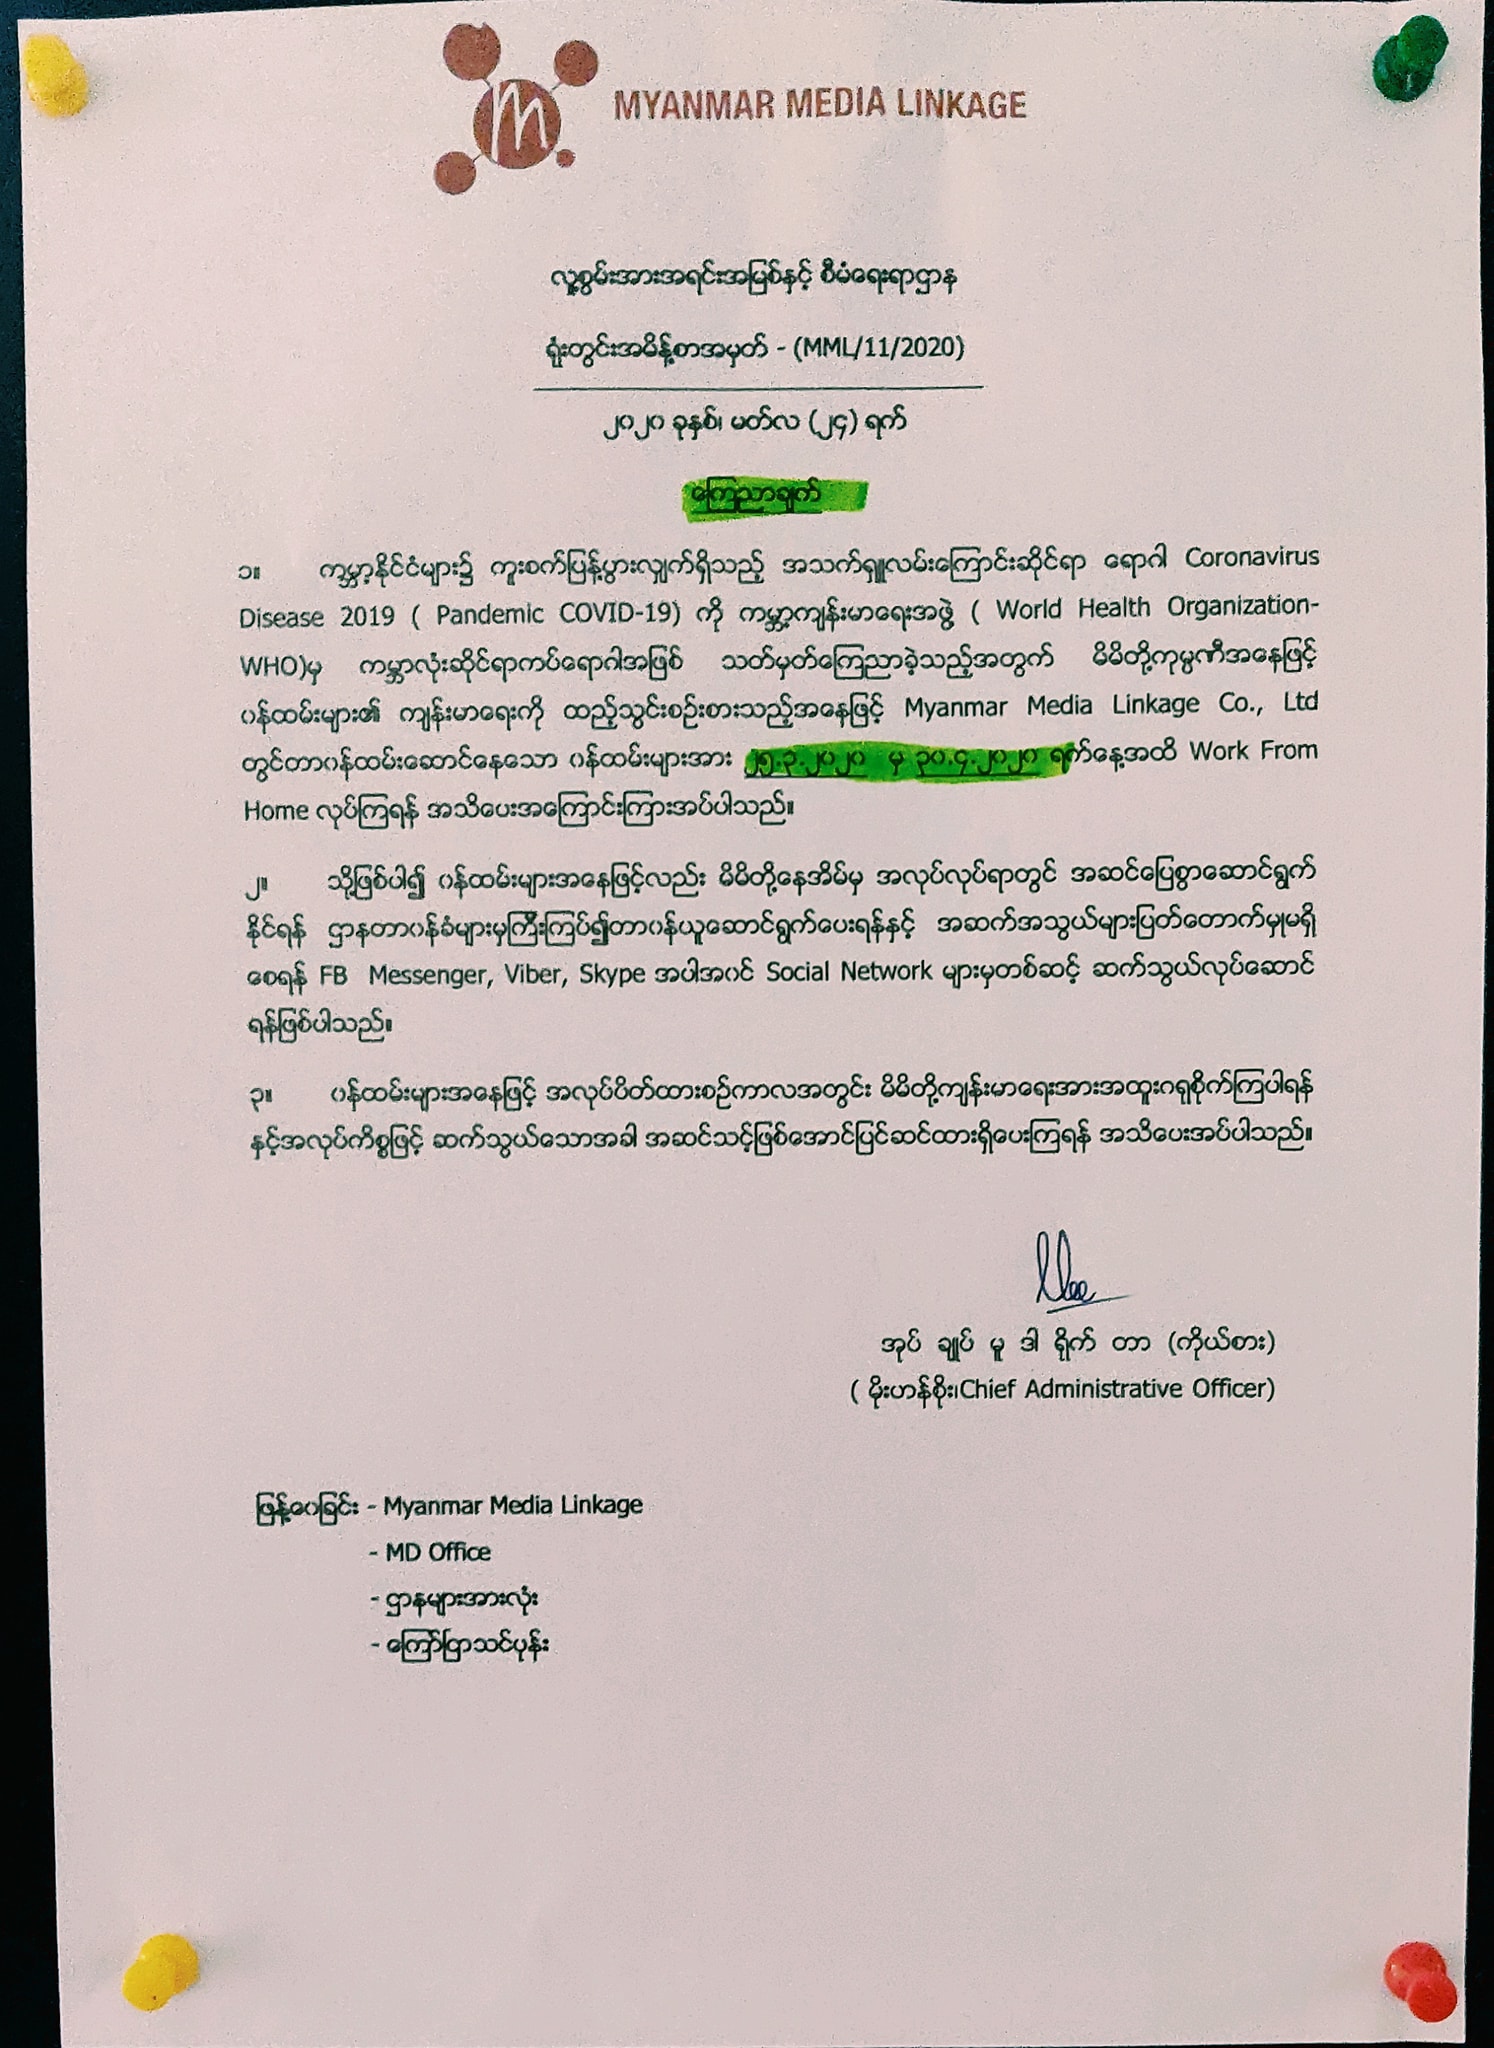 MYANMAR MEDIA LINKAGE
လူ့စွမ်းအားအရင်းအမြစ်နှင့် စီမံရေးရာဌာန
ရုံးတွင်းအမိန့်စာအမှတ် - (MML/11/2020)
၂၀၂၀ ခုနှစ်၊ မတ်လ (၂၄) ရက်
ကြေညာချက်
၁။ ကမ္ဘာ့နိုင်ငံများ၌ ကူးစက်ပြန့်ပွားလျှက်ရှိသည့် အသက်ရှူလမ်းကြောင်းဆိုင်ရာ ရောဂါ Coronavirus
Disease 2019 ( Pandemic COVID-19) ကို ကမ္ဘာ့ကျန်းမာရေးအဖွဲ့ ( World Health Organization-
WHO)မှ ကမ္ဘာလုံးဆိုင်ရာကပ်ရောဂါအဖြစ် သတ်မှတ်ကြေညာခဲ့သည့်အတွက် မိမိတို့ကုမ္ပဏီအနေဖြင့်
ဝန်ထမ်းများ၏ ကျန်းမာရေးကို ထည့်သွင်းစဉ်းစားသည့်အနေဖြင့် Myanmar Media Linkage Co., Ltd
တွင်တာဝန်ထမ်းဆောင်နေသော ဝန်ထမ်းများအား ၂၅.၃.၂၀၂၀ မှ ၃၀.၄.၂၀၂၀ ရက်နေ့အထိ Work From
Home လုပ်ကြရန် အသိပေးအကြောင်းကြားအပ်ပါသည်။
၂။ သို့ဖြစ်ပါ၍ ဝန်ထမ်းများအနေဖြင့်လည်း မိမိတို့နေအိမ်မှ အလုပ်လုပ်ရာတွင် အဆင်ပြေစွာဆောင်ရွက်
နိုင်ရန် ဌာနတာဝန်ခံများမှကြီးကြပ်၍တာဝန်ယူဆောင်ရွက်ပေးရန်နှင့် အဆက်အသွယ်များပြတ်တောက်မှုမရှိ
စေရန် FB Messenger, Viber, Skype အပါအဝင် Social Network များမှတစ်ဆင့် ဆက်သွယ်လုပ်ဆောင်
ရန်ဖြစ်ပါသည်။
၃။ ဝန်ထမ်းများအနေဖြင့် အလုပ်ပိတ်ထားစဉ်ကာလအတွင်း မိမိတို့ကျန်းမာရေးအားအထူးဂရုစိုက်ကြပါရန်
နှင့်အလုပ်ကိစ္စဖြင့် ဆက်သွယ်သောအခါ အဆင်သင့်ဖြစ်အောင်ပြင်ဆင်ထားရှိပေးကြရန် အသိပေးအပ်ပါသည်။
အုပ် ချုပ် မှု ဒါ ရိုက် တာ (ကိုယ်စား)
( မိုးဟန်စိုး၊Chief Administrative Officer)
ဖြန့်ဝေခြင်း - Myanmar Media Linkage
- MD Office
- ဌာနများအားလုံး
- ကြော်ငြာသင်ပုန်း